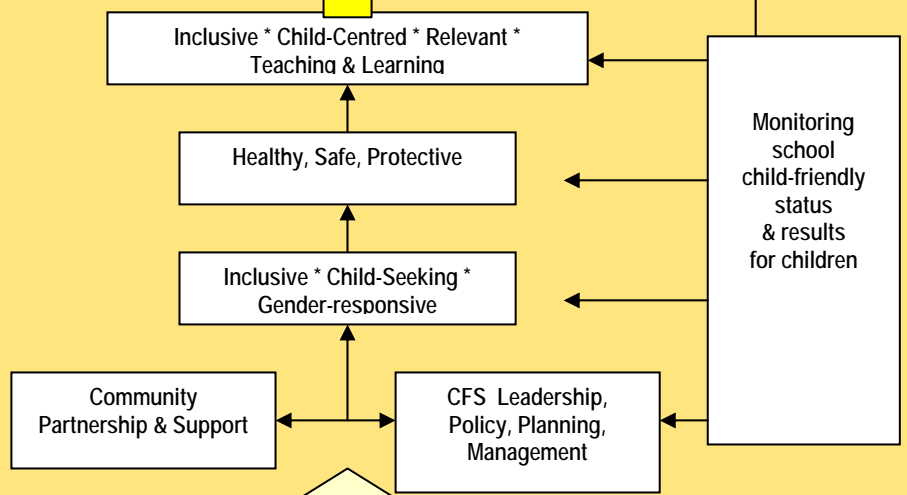 Inclusive * Child-Centred * Relevant *
Teaching & Learning
Healthy, Safe, Protective
Inclusive * Child-Seeking *
Gender-responsive
Community
Partnership & Support
CFS Leadership,
Policy, Planning,
Management
Monitoring
school
child-friendly
status
& results
for children